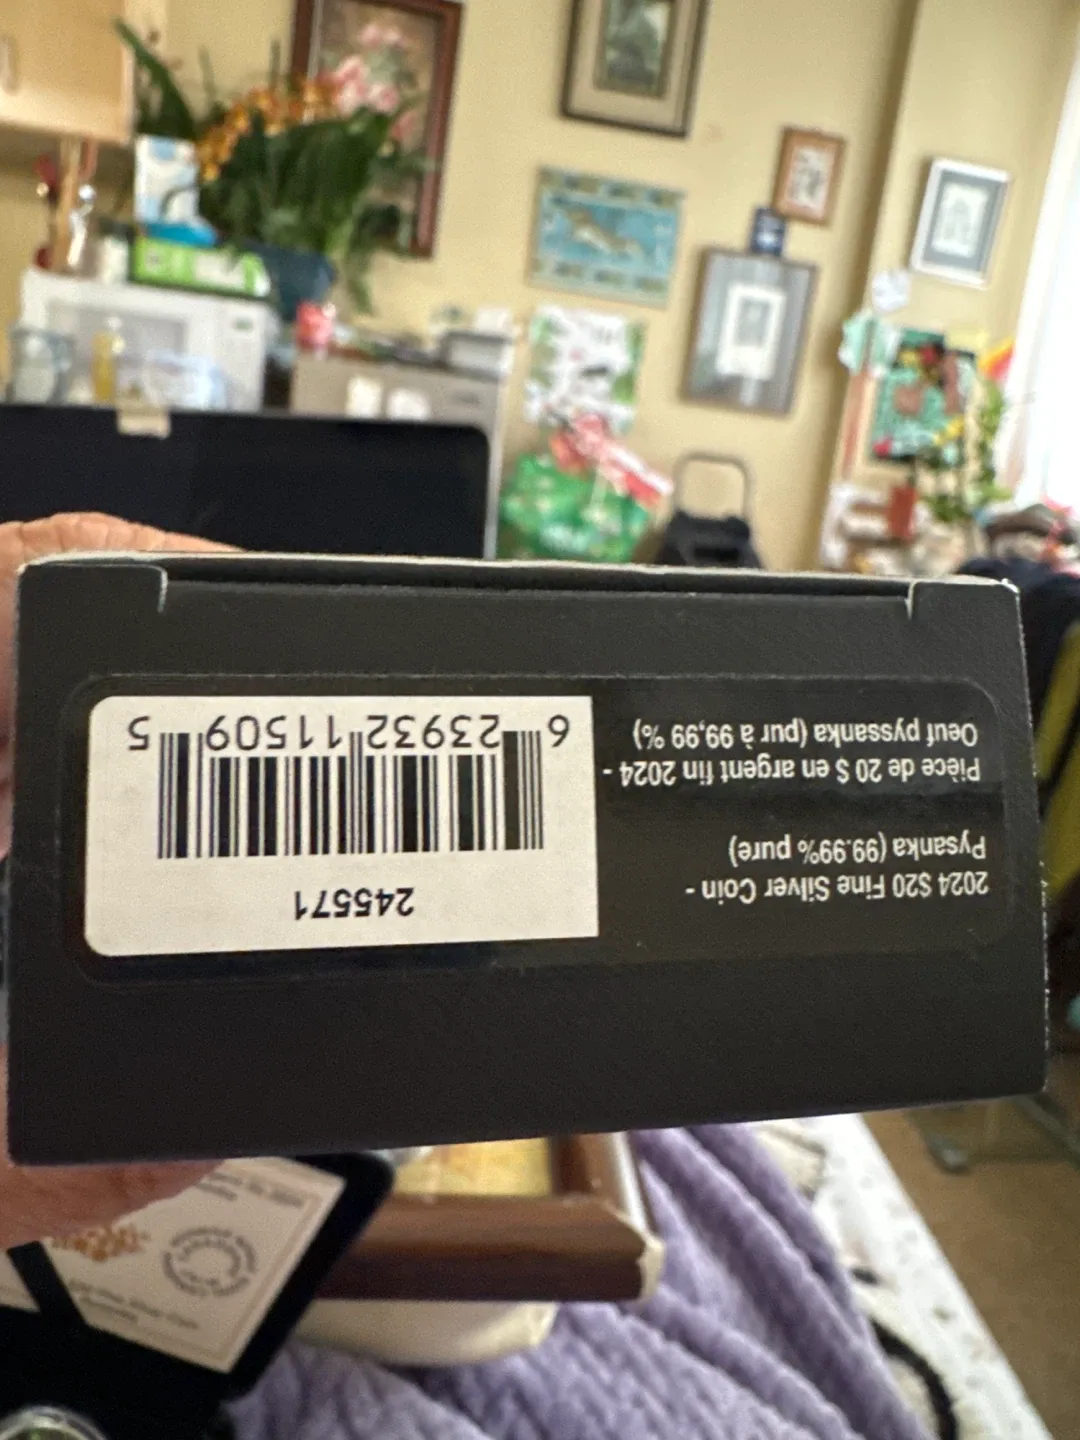 2024 $20 Fine Silver Coin -
Pysanka (99.99% pure)
Pièce de 20 $ en argent fin 2024 -
Oeuf pyssanka (pur à 99,99 %)
245571
6 23932 11509 5